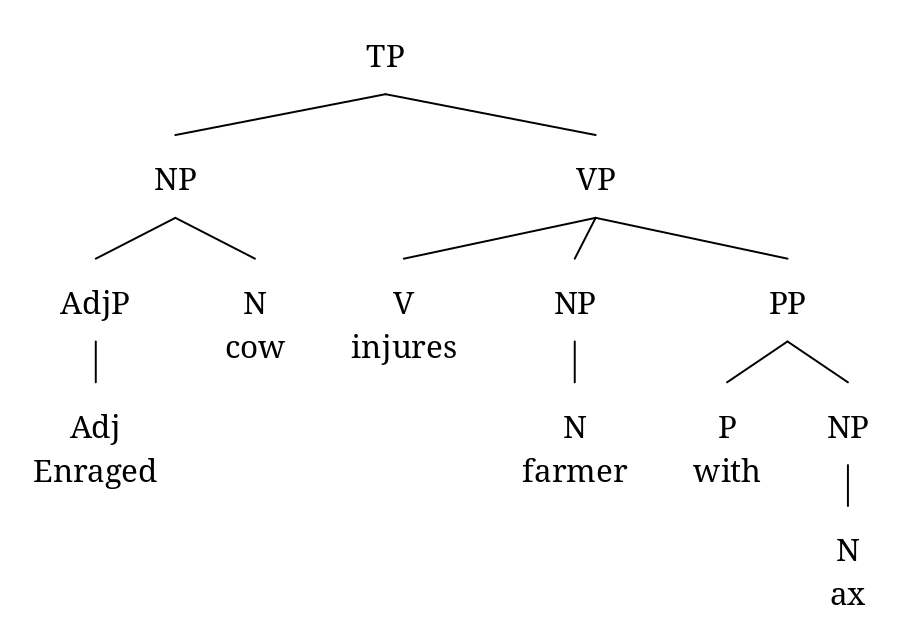 TP
NP VP
AdjP N V NP PP
cow injures
Adj N P NP
Enraged farmer with
N
ax